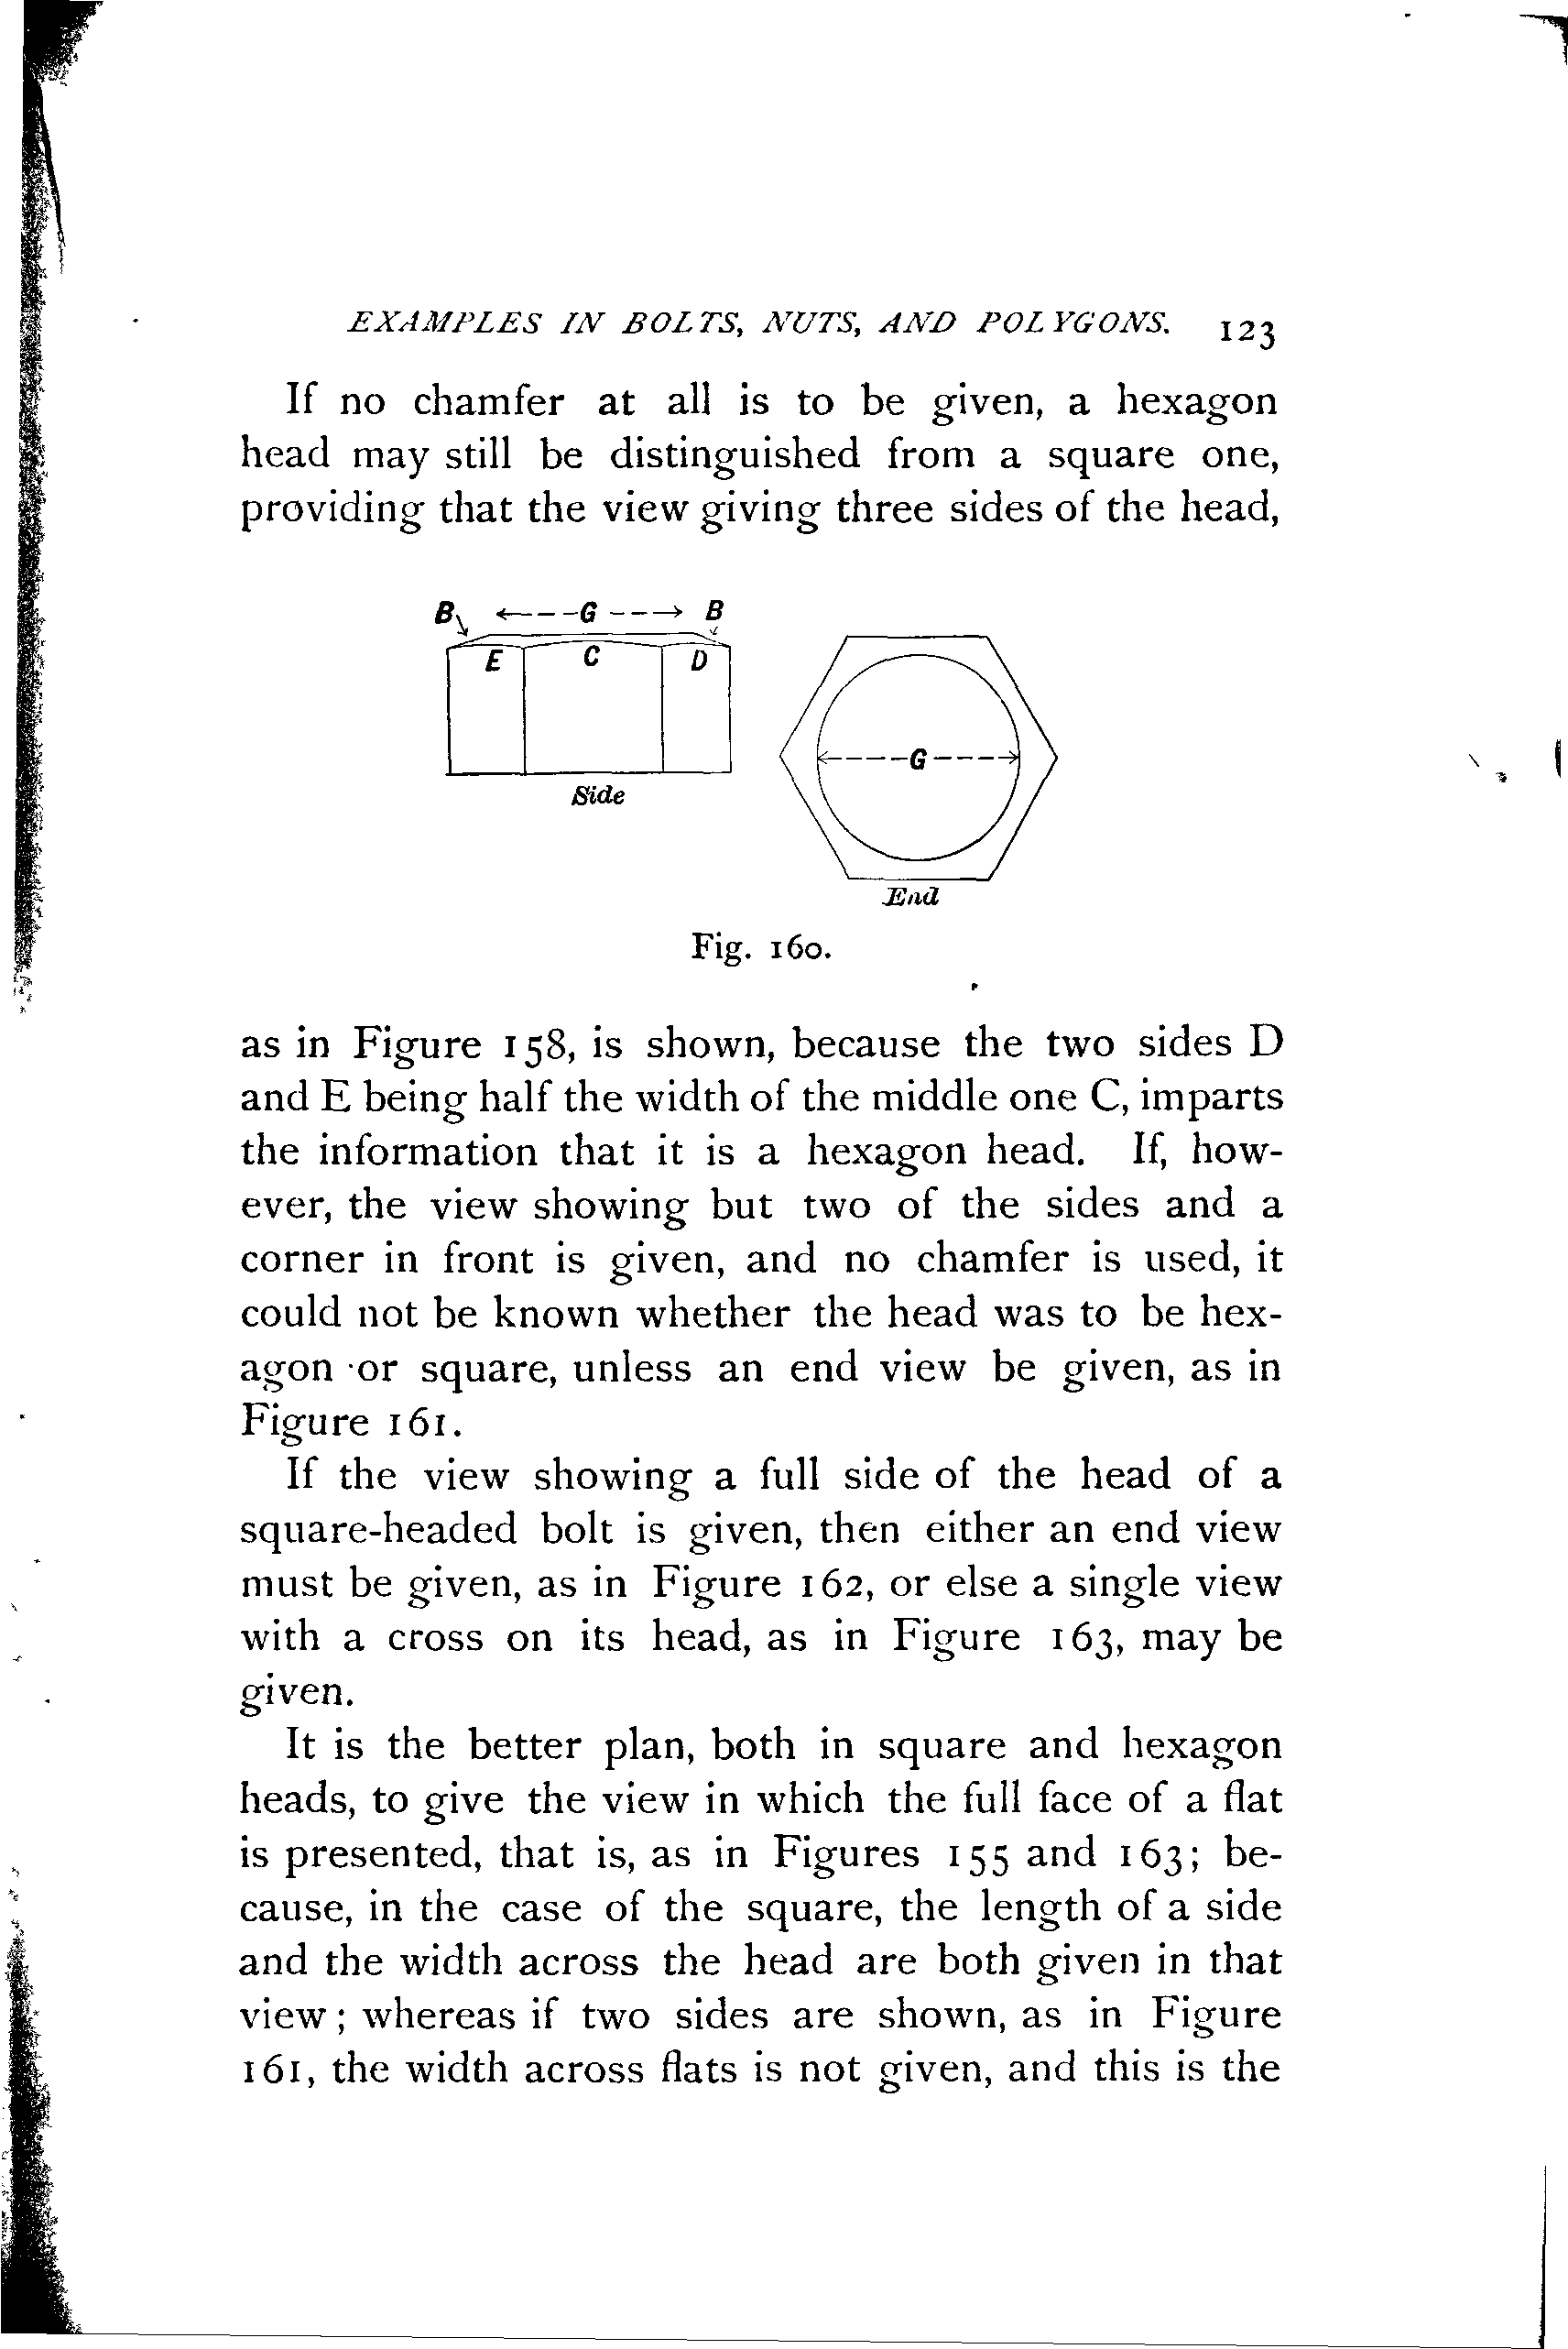 EXAMPLES IN BOLTS, NUTS, AND POLYGONS. 123
If no chamfer at all is to be given, a hexagon
head may still be distinguished from a square one,
providing that the view giving three sides of the head,
B G B
E C D
G
Side
End
Fig. 160.
as in Figure 158, is shown, because the two sides D
and E being half the width of the middle one C, imparts
the information that it is a hexagon head. If, how-
ever, the view showing but two of the sides and a
corner in front is given, and no chamfer is used, it
could not be known whether the head was to be hex-
agon or square, unless an end view be given, as in
Figure 161.
If the view showing a full side of the head of a
square-headed bolt is given, then either an end view
must be given, as in Figure 162, or else a single view
with a cross on its head, as in Figure 163, may be
given.
It is the better plan, both in square and hexagon
heads, to give the view in which the full face of a flat
is presented, that is, as in Figures 155 and 163; be-
cause, in the case of the square, the length of a side
and the width across the head are both given in that
view; whereas if two sides are shown, as in Figure
161, the width across flats is not given, and this is the